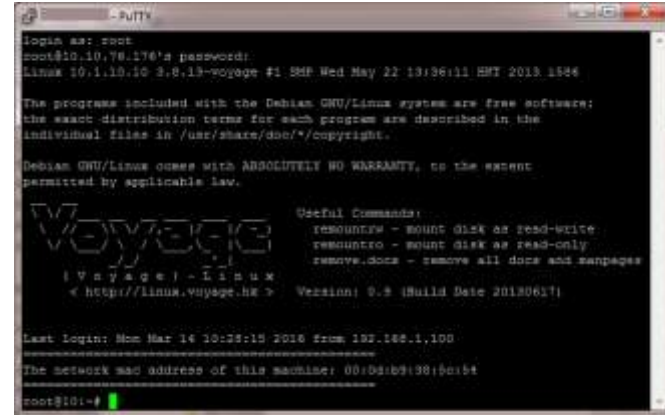 - PuTTY
login as: root
root@10.10.78.178's password:
Linux 10.1.10.10 3.8.13-voyage #1 SMP Wed May 22 13:36:11 HKT 2013 i586
The programs included with the Debian GNU/Linux system are free software;
the exact distribution terms for each program are described in the
individual files in /usr/share/doc/*/copyright.
Debian GNU/Linux comes with ABSOLUTELY NO WARRANTY, to the extent
permitted by applicable law.
Voyage
{ V o y a g e } - L i n u x
< http://linux.voyage.hk >
Useful Commands:
remountrw - mount disk as read-write
remountro - mount disk as read-only
remove.docs - remove all docs and manpages
Version: 0.9 (Build Date 20130617)
Last login: Mon Mar 14 10:28:15 2016 from 192.168.1.100
The network mac address of this machine:
root@10:~#